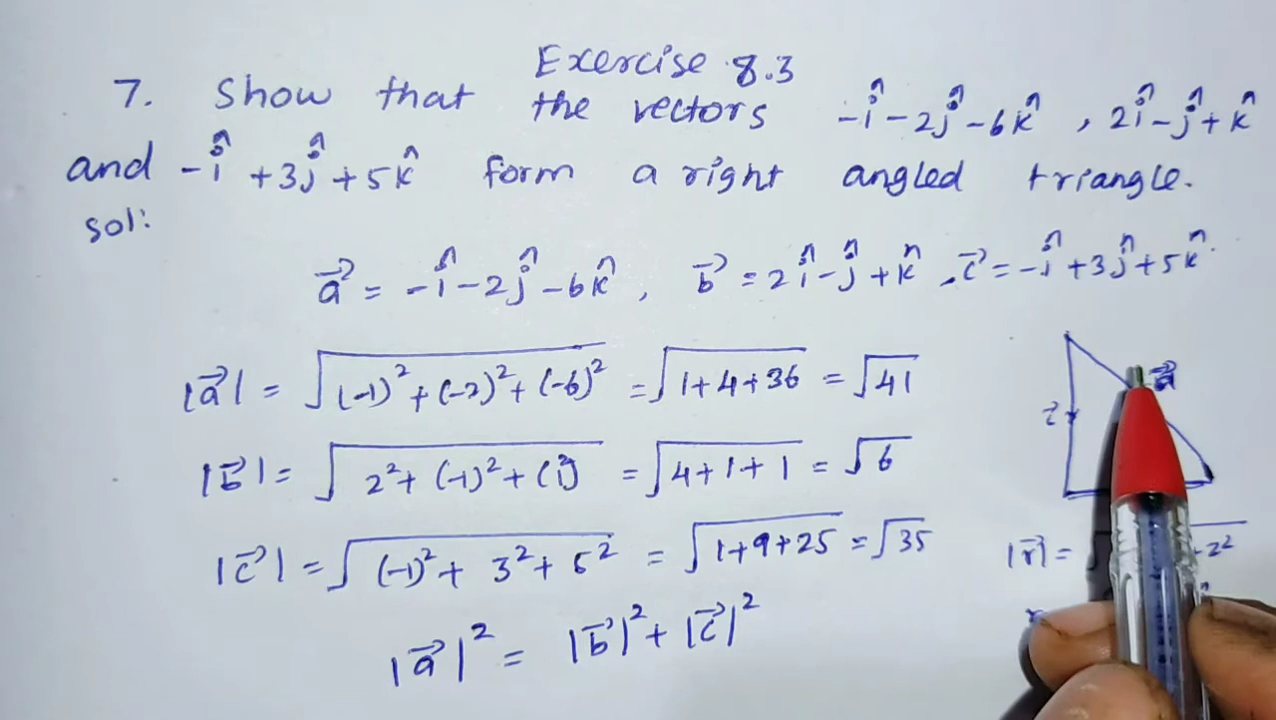 Exercise 8.3
7. Show that the vectors -î - 2ĵ - 6k̂ , 2î - ĵ + k̂
and -î + 3ĵ + 5k̂ form a right angled triangle.
sol:
a⃗ = -î - 2ĵ - 6k̂ , b⃗ = 2î - ĵ + k̂ , c⃗ = -î + 3ĵ + 5k̂ .
|a⃗| = √((-1)² + (-2)² + (-6)²) = √(1+4+36) = √41
a⃗
c⃗
|b⃗| = √(2² + (-1)² + (1)²) = √(4+1+1) = √6
|c⃗| = √((-1)² + 3² + 5²) = √(1+9+25) = √35
|r⃗| = z²
|a⃗|² = |b⃗|² + |c⃗|²